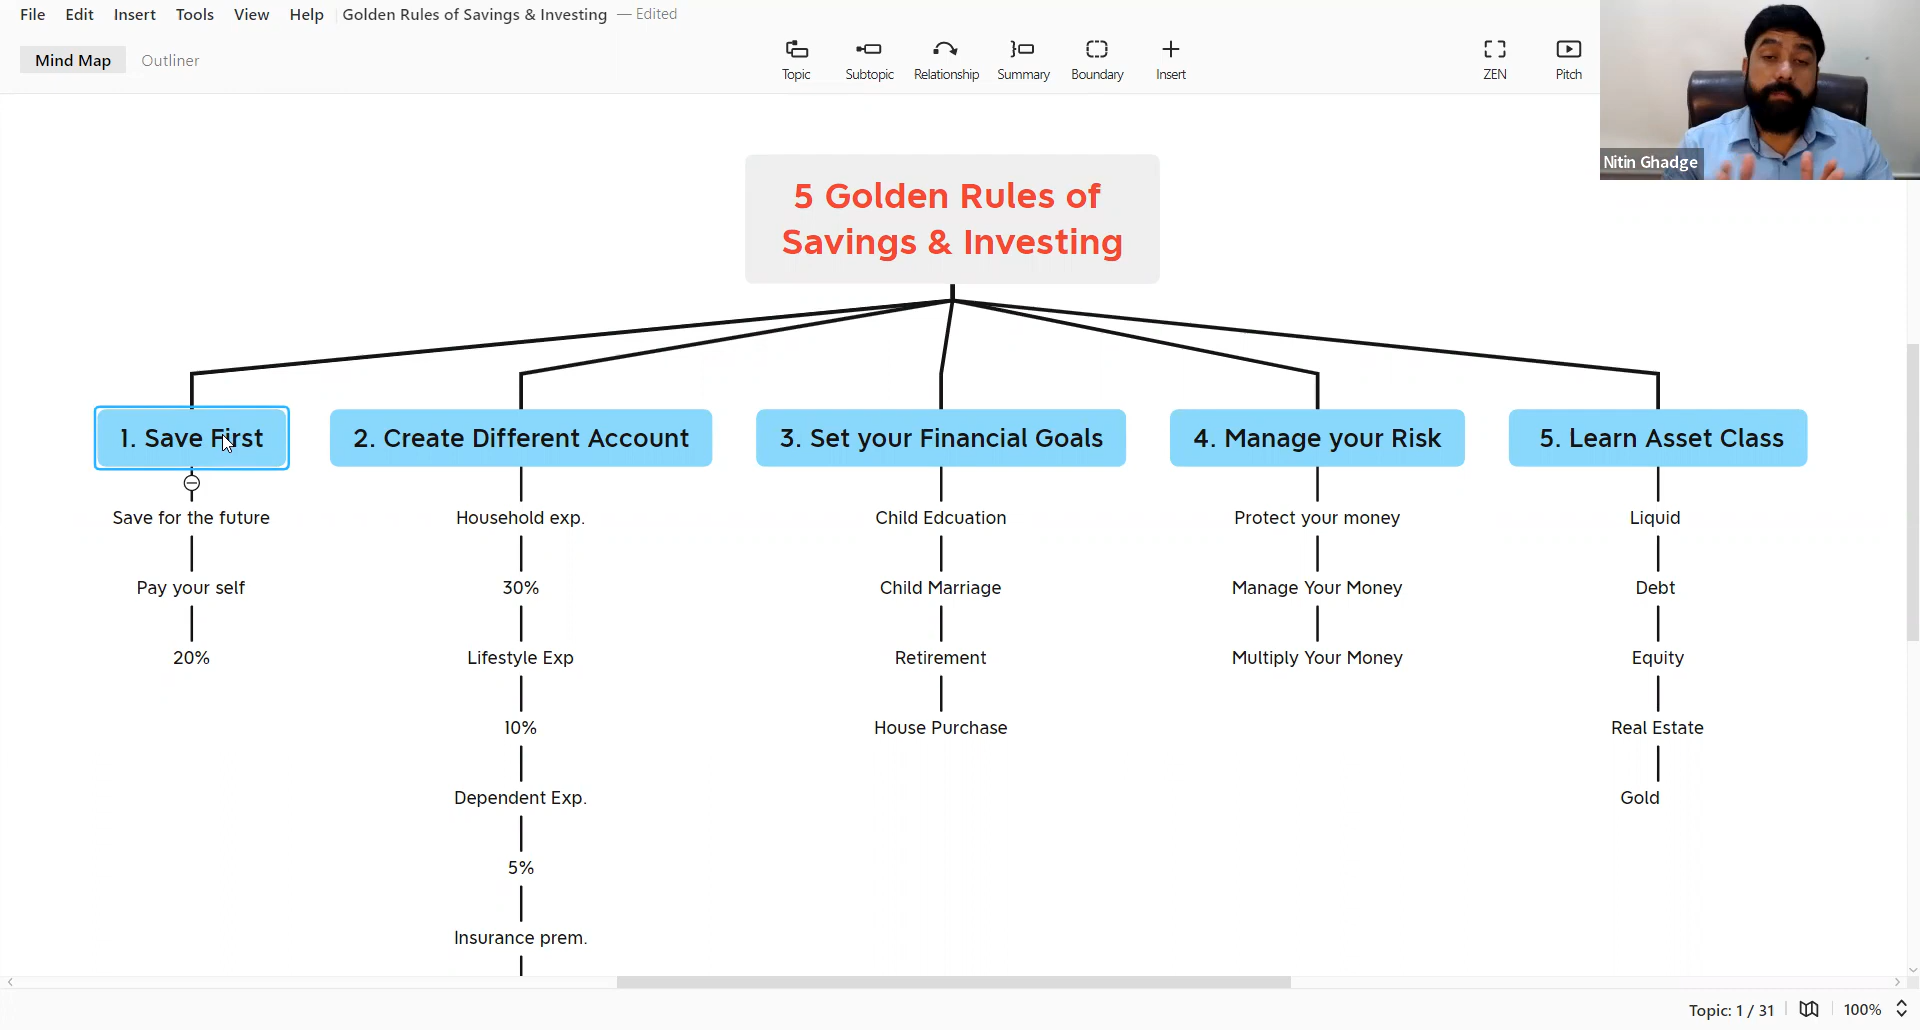 File Edit Insert Tools View Help Golden Rules of Savings & Investing — Edited
Mind Map Outliner
Topic Subtopic Relationship Summary Boundary Insert ZEN Pitch
Nitin Ghadge
5 Golden Rules of
Savings & Investing
1. Save First
Save for the future
Pay your self
20%
2. Create Different Account
Household exp.
30%
Lifestyle Exp
10%
Dependent Exp.
5%
Insurance prem.
3. Set your Financial Goals
Child Edcuation
Child Marriage
Retirement
House Purchase
4. Manage your Risk
Protect your money
Manage Your Money
Multiply Your Money
5. Learn Asset Class
Liquid
Debt
Equity
Real Estate
Gold
Topic: 1 / 31 100%